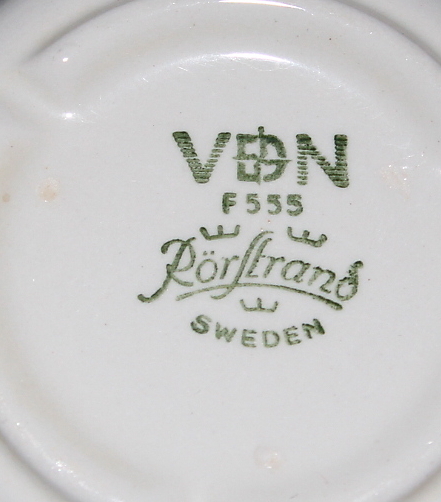 VDN
F555
Rörstrand
SWEDEN